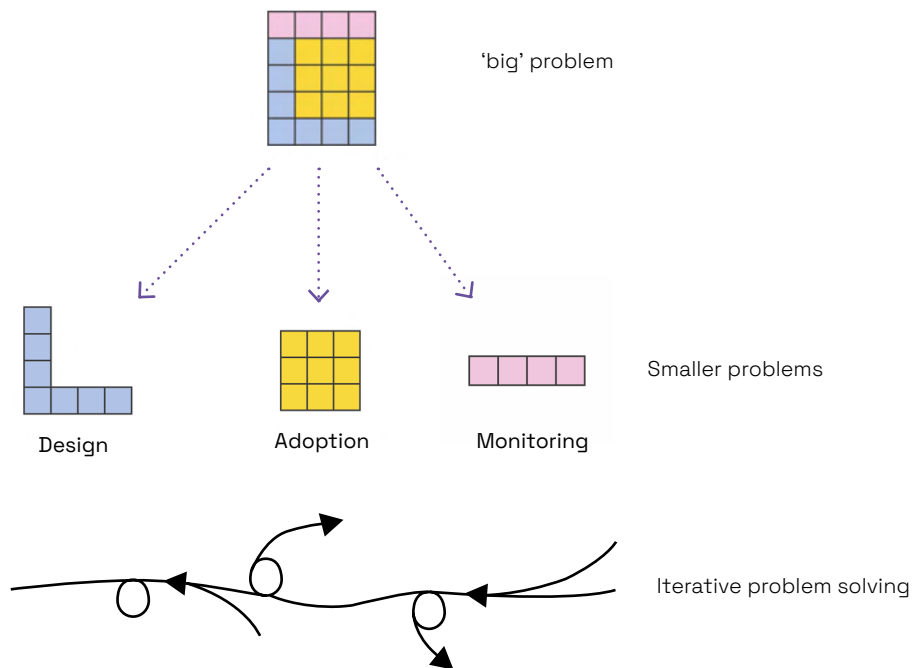 ‘big’ problem
Smaller problems
Design
Adoption
Monitoring
Iterative problem solving